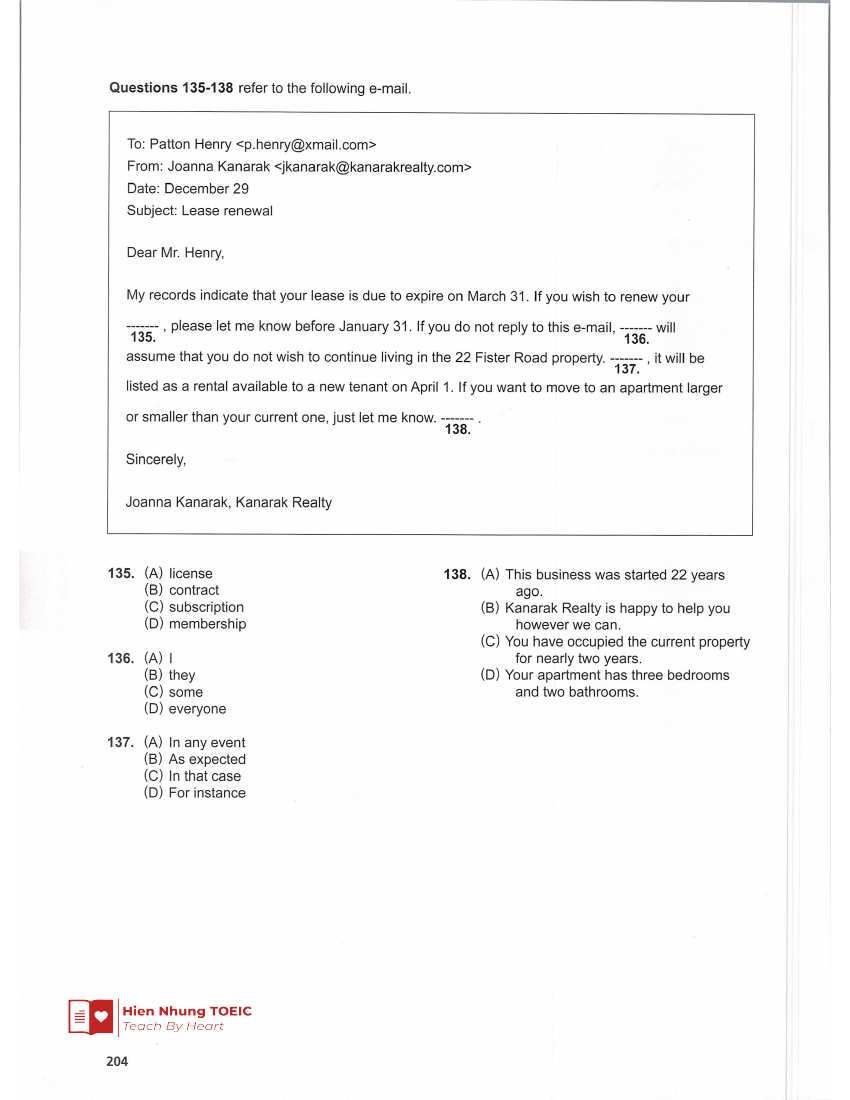 Questions 135-138 refer to the following e-mail.
To: Patton Henry <p.henry@xmail.com>
From: Joanna Kanarak <jkanarak@kanarakrealty.com>
Date: December 29
Subject: Lease renewal
Dear Mr. Henry,
My records indicate that your lease is due to expire on March 31. If you wish to renew your
------- , please let me know before January 31. If you do not reply to this e-mail, ------- will
135. 136.
assume that you do not wish to continue living in the 22 Fister Road property. ------- , it will be
137.
listed as a rental available to a new tenant on April 1. If you want to move to an apartment larger
or smaller than your current one, just let me know. ------- .
138.
Sincerely,
Joanna Kanarak, Kanarak Realty
135. (A) license
(B) contract
(C) subscription
(D) membership
136. (A) I
(B) they
(C) some
(D) everyone
137. (A) In any event
(B) As expected
(C) In that case
(D) For instance
138. (A) This business was started 22 years
ago.
(B) Kanarak Realty is happy to help you
however we can.
(C) You have occupied the current property
for nearly two years.
(D) Your apartment has three bedrooms
and two bathrooms.
Hien Nhung TOEIC
Teach By Heart
204